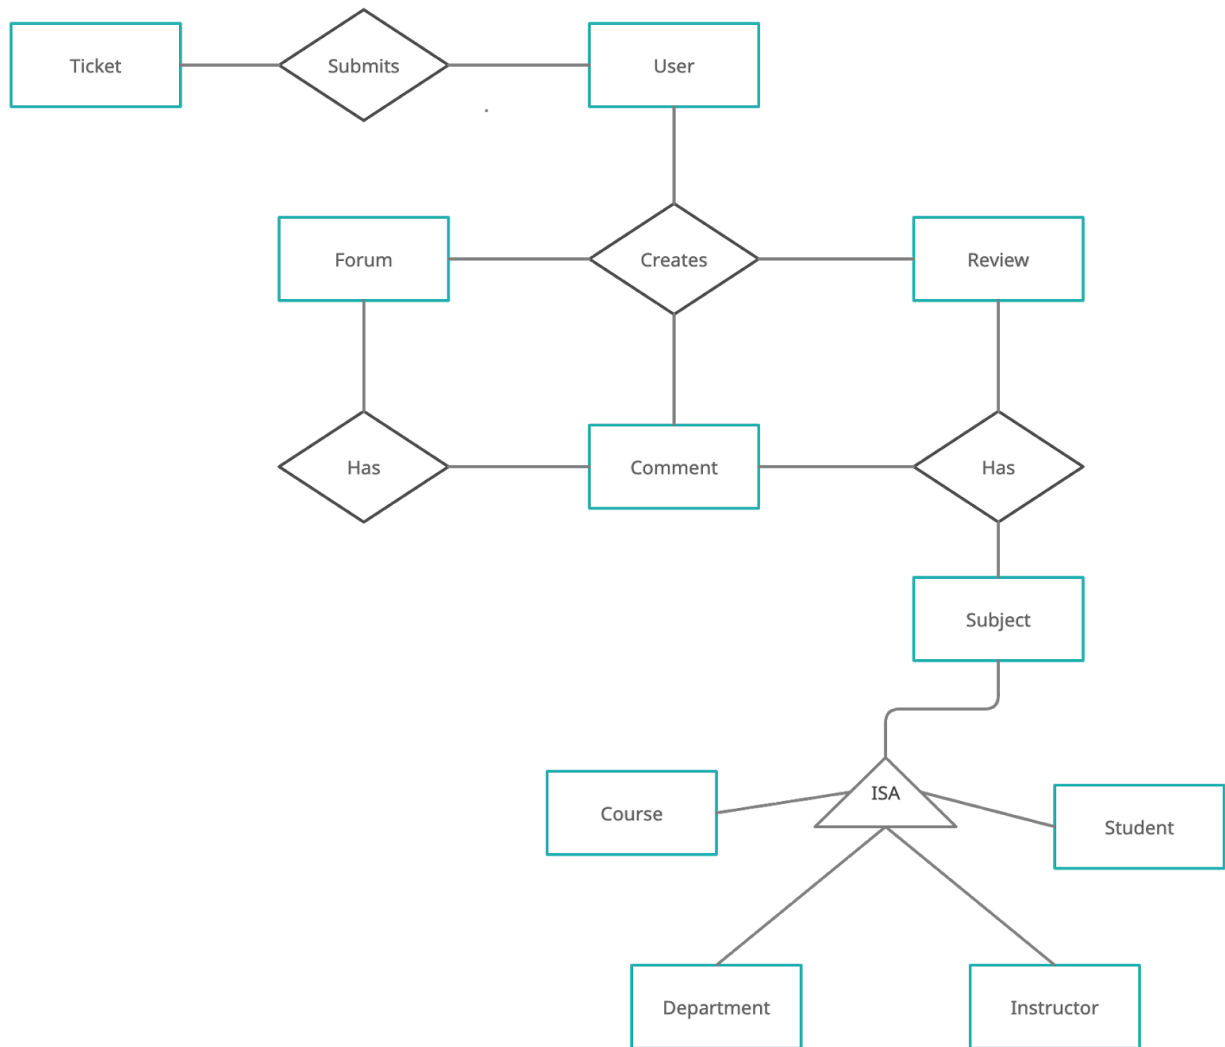 Ticket
Submits
User
Forum
Creates
Review
Has
Comment
Has
Subject
ISA
Course
Student
Department
Instructor